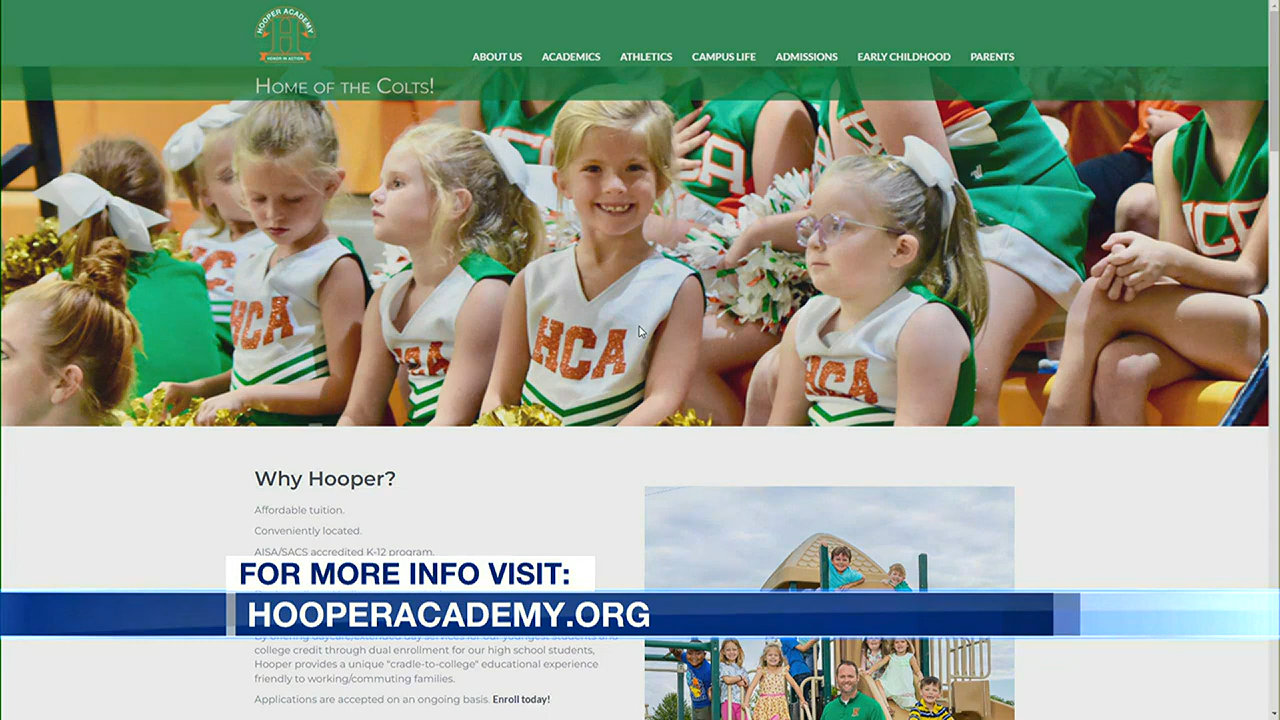 HOOPER ACADEMY
H
HONOR IN ACTION
ABOUT US ACADEMICS ATHLETICS CAMPUS LIFE ADMISSIONS EARLY CHILDHOOD PARENTS
HOME OF THE COLTS!
CA
HCA
HCA
HCA
HCA
Why Hooper?
Affordable tuition.
Conveniently located.
AISA/SACS accredited K-12 program.
FOR MORE INFO VISIT:
HOOPERACADEMY.ORG
By offering daycare/extended day services for our youngest students and
college credit through dual enrollment for our high school students,
Hooper provides a unique "cradle-to-college" educational experience
friendly to working/commuting families.
Applications are accepted on an ongoing basis. Enroll today!